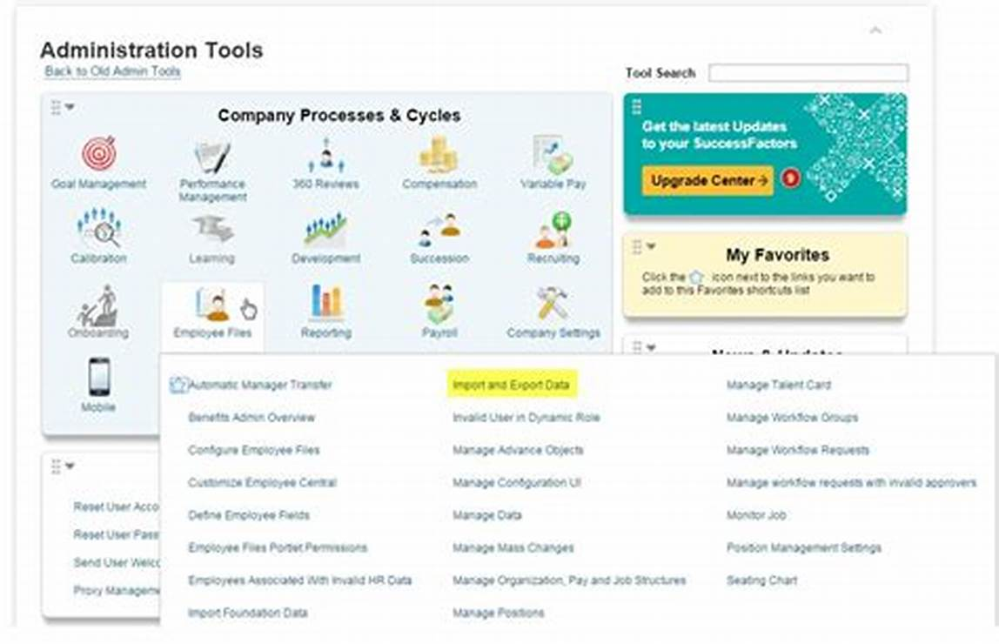 Administration Tools
Back to Old Admin Tools
Tool Search
Company Processes & Cycles
Goal Management
Performance
Management
360 Reviews
Compensation
Variable Pay
Calibration
Learning
Development
Succession
Recruiting
Onboarding
Employee Files
Reporting
Payroll
Company Settings
Mobile
Get the latest Updates
to your SuccessFactors
Upgrade Center
9
My Favorites
Click the icon next to the links you want to
add to this Favorites shortcuts list
News & Updates
Automatic Manager Transfer
Benefits Admin Overview
Configure Employee Files
Customize Employee Central
Define Employee Fields
Employee Files Portlet Permissions
Employees Associated With Invalid HR Data
Import Foundation Data
Import and Export Data
Invalid User in Dynamic Role
Manage Advance Objects
Manage Configuration UI
Manage Data
Manage Mass Changes
Manage Organization, Pay and Job Structures
Manage Positions
Manage Talent Card
Manage Workflow Groups
Manage Workflow Requests
Manage workflow requests with invalid approvers
Monitor Job
Position Management Settings
Seating Chart
Reset User Acco
Reset User Pass
Send User Welco
Proxy Manageme